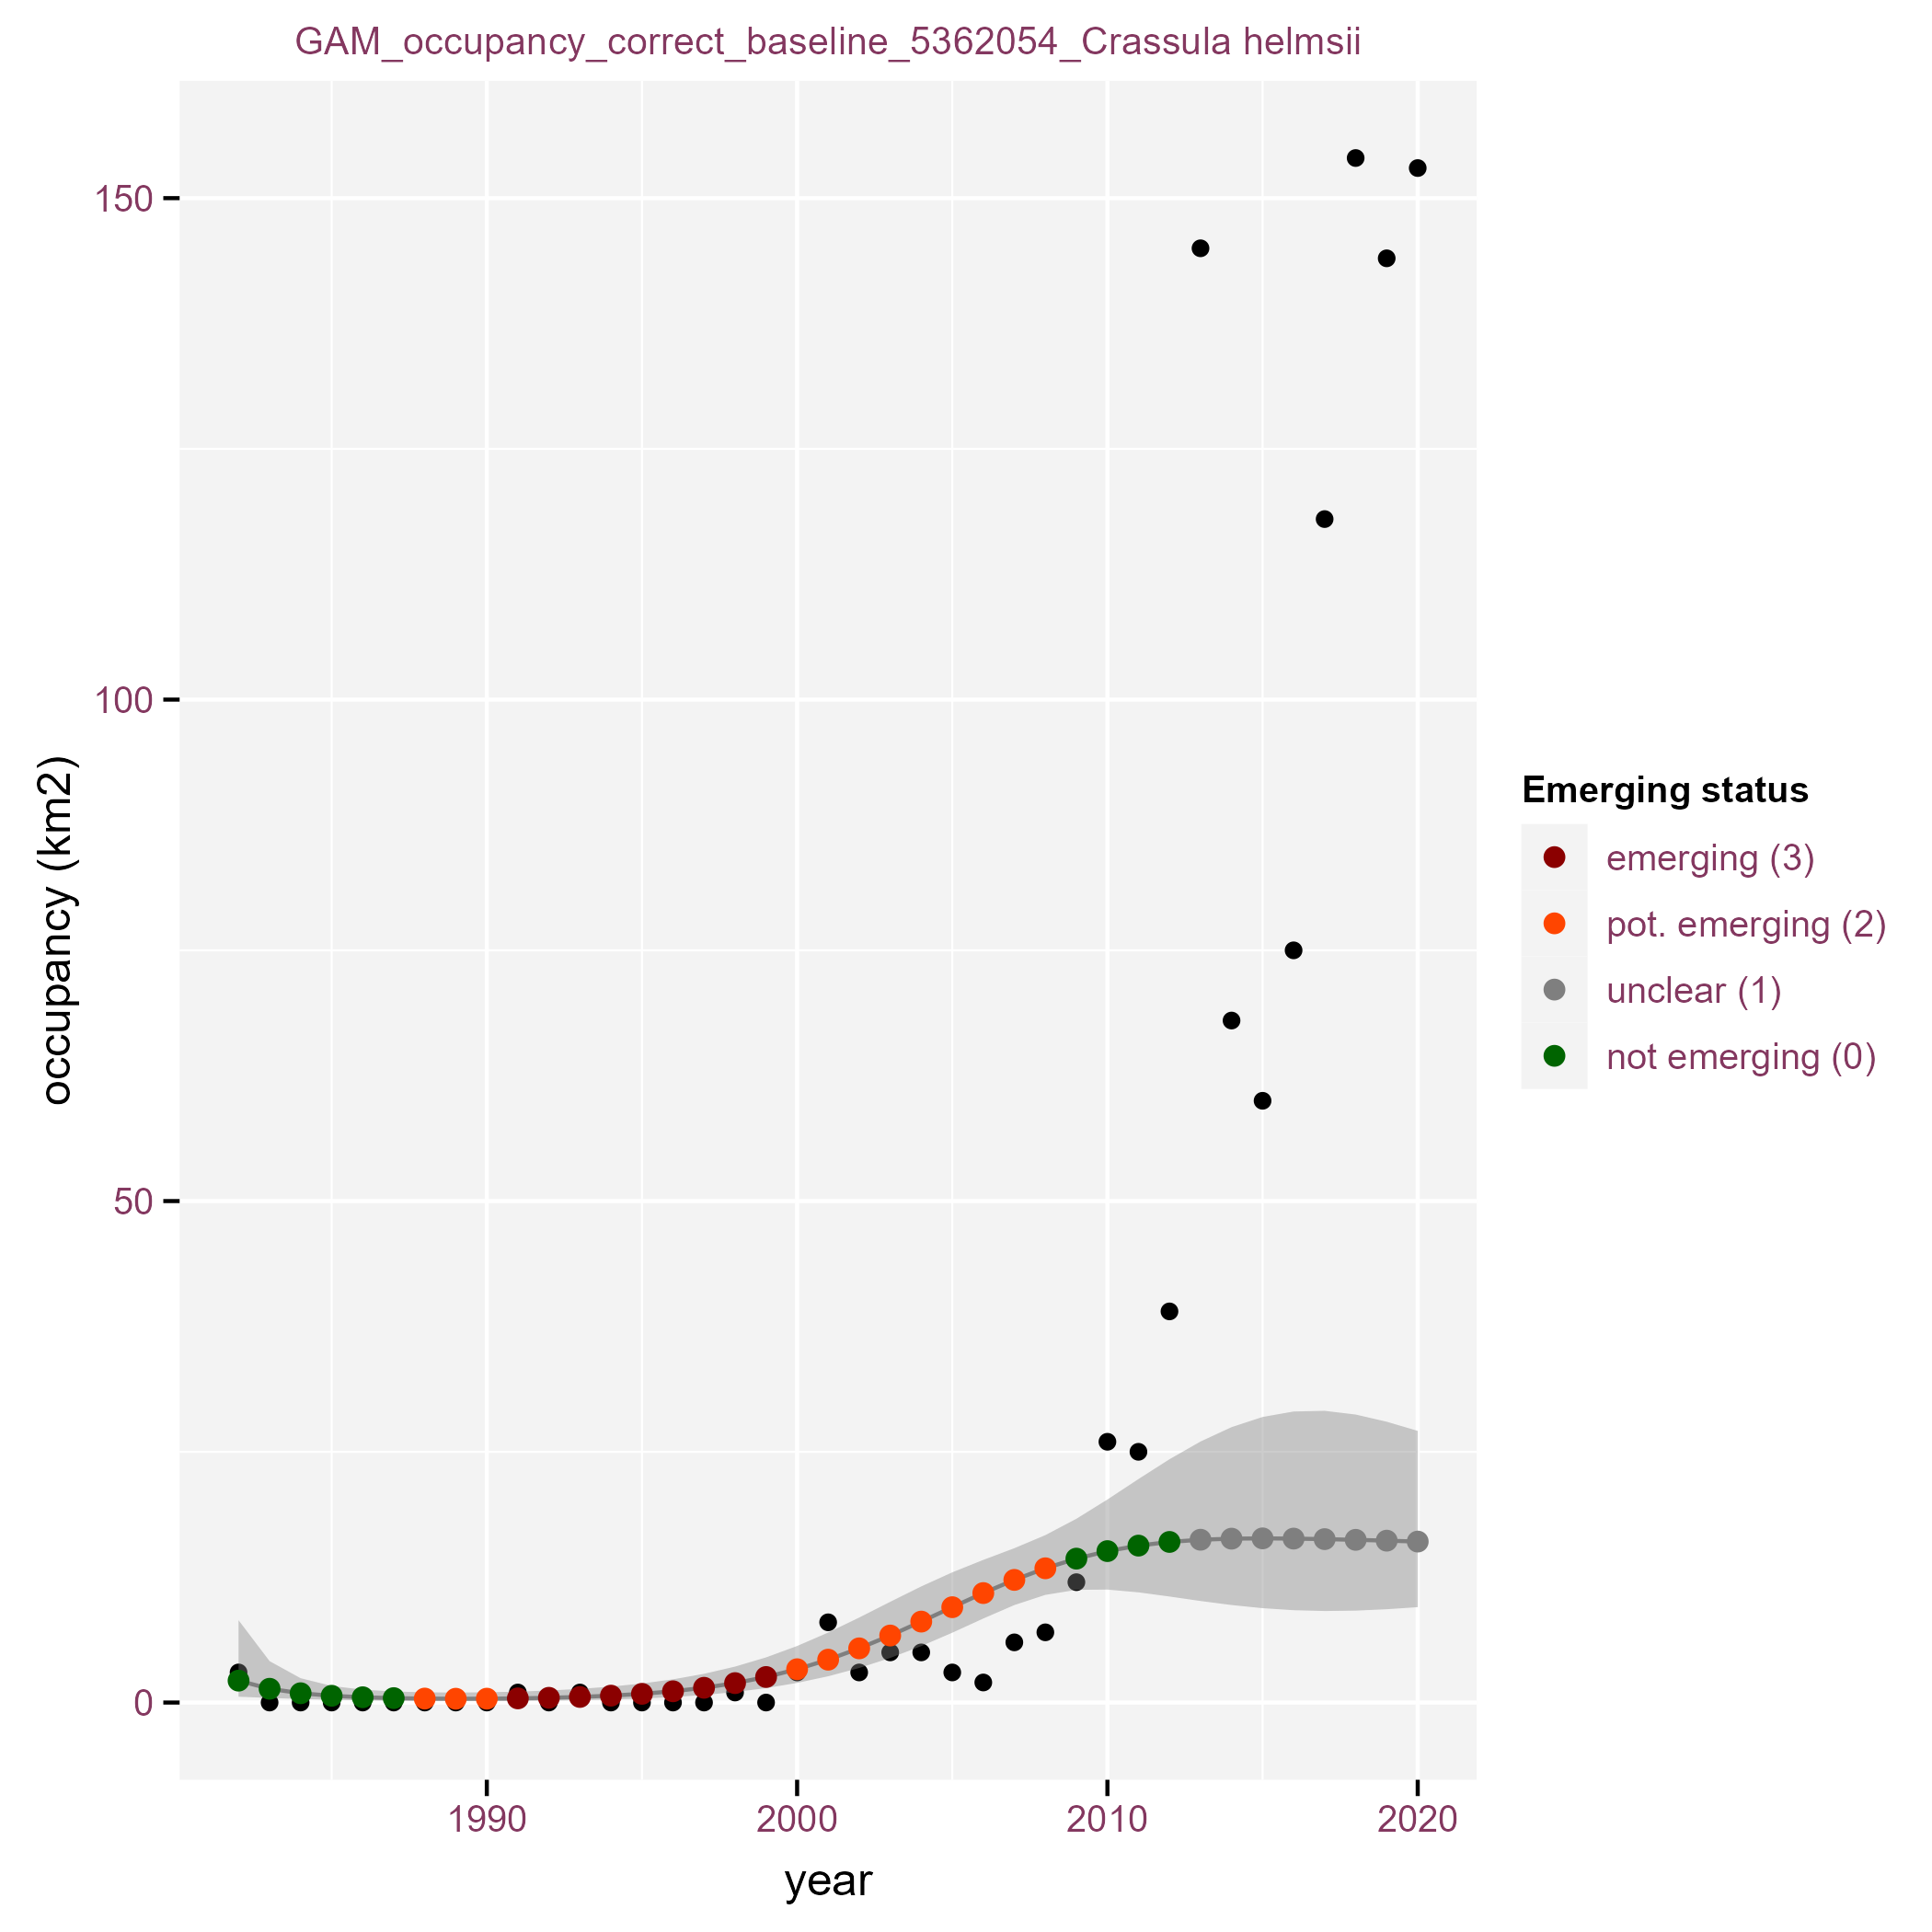 GAM_occupancy_correct_baseline_5362054_Crassula helmsii
occupancy (km2)
150
100
50
0
1990
2000
2010
2020
year
Emerging status
emerging (3)
pot. emerging (2)
unclear (1)
not emerging (0)